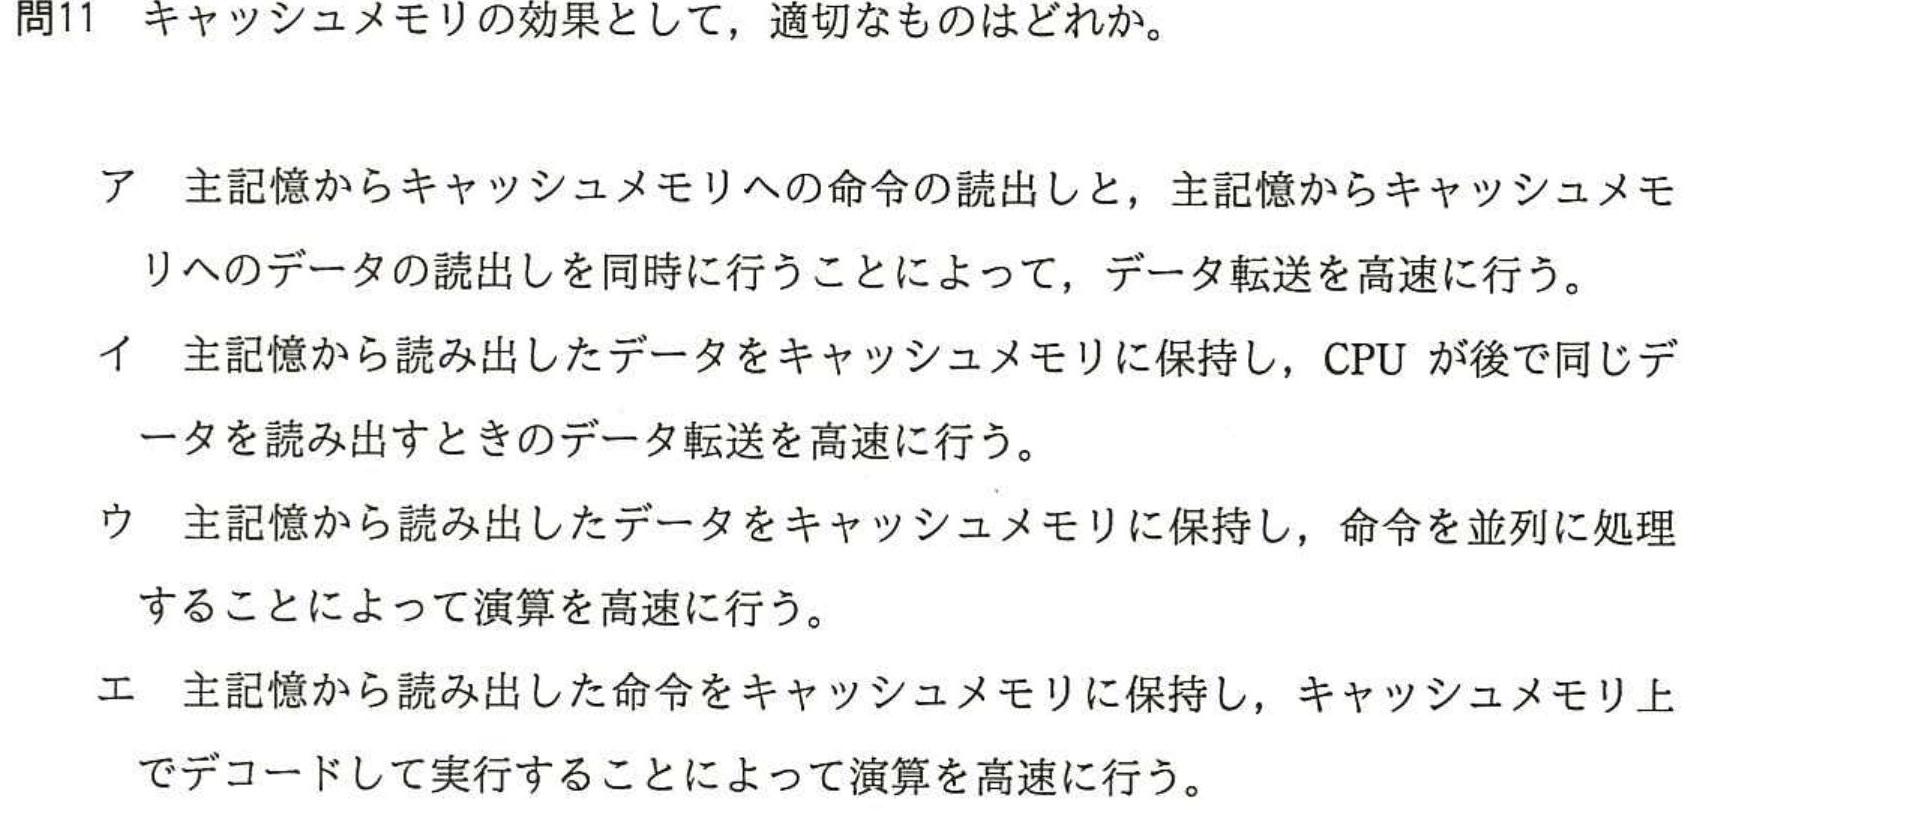 問11　キャッシュメモリの効果として，適切なものはどれか。
ア　主記憶からキャッシュメモリへの命令の読出しと，主記憶からキャッシュメモ
リへのデータの読出しを同時に行うことによって，データ転送を高速に行う。
イ　主記憶から読み出したデータをキャッシュメモリに保持し，CPU が後で同じデ
ータを読み出すときのデータ転送を高速に行う。
ウ　主記憶から読み出したデータをキャッシュメモリに保持し，命令を並列に処理
することによって演算を高速に行う。
エ　主記憶から読み出した命令をキャッシュメモリに保持し，キャッシュメモリ上
でデコードして実行することによって演算を高速に行う。